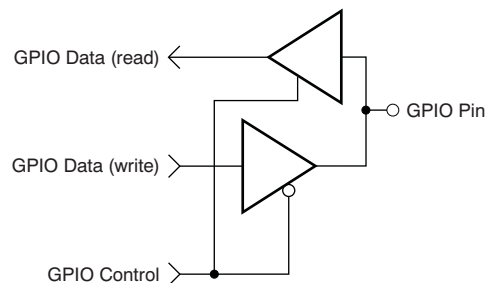 GPIO Data (read)
GPIO Pin
GPIO Data (write)
GPIO Control